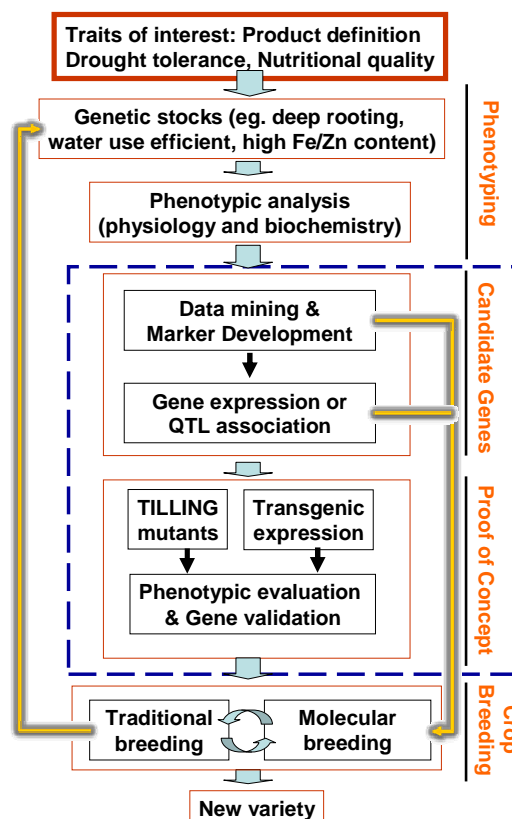 Traits of interest: Product definition
Drought tolerance, Nutritional quality
Genetic stocks (eg. deep rooting,
water use efficient, high Fe/Zn content)
Phenotypic analysis
(physiology and biochemistry)
Phenotyping
Data mining &
Marker Development
Gene expression or
QTL association
Candidate Genes
TILLING
mutants
Transgenic
expression
Phenotypic evaluation
& Gene validation
Proof of Concept
Traditional
breeding
Molecular
breeding
Crop
Breeding
New variety